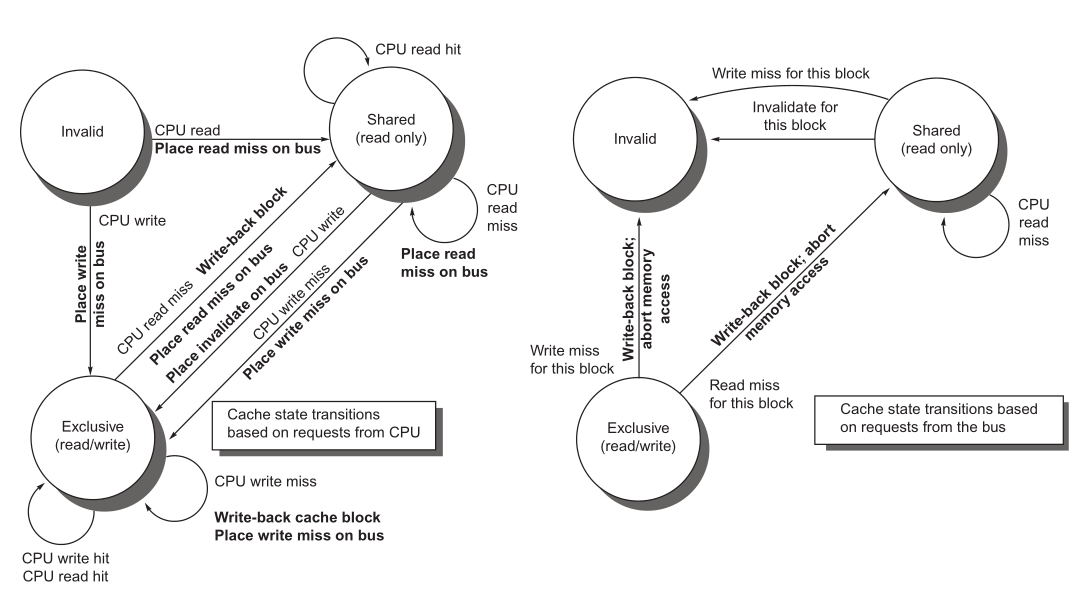 CPU read hit
Invalid
Shared
(read only)
CPU read
Place read miss on bus
CPU write
Place write
miss on bus
CPU
read
miss
Place read
miss on bus
CPU read miss Write-back block
Place read miss on bus
Place invalidate on bus CPU write
CPU write miss
Place write miss on bus
Exclusive
(read/write)
Cache state transitions
based on requests from CPU
CPU write miss
Write-back cache block
Place write miss on bus
CPU write hit
CPU read hit
Write miss for this block
Invalidate for
this block
Invalid
Shared
(read only)
CPU
read
miss
Write-back block;
abort memory
access
Write-back block; abort
memory access
Write miss
for this block
Read miss
for this block
Exclusive
(read/write)
Cache state transitions based
on requests from the bus